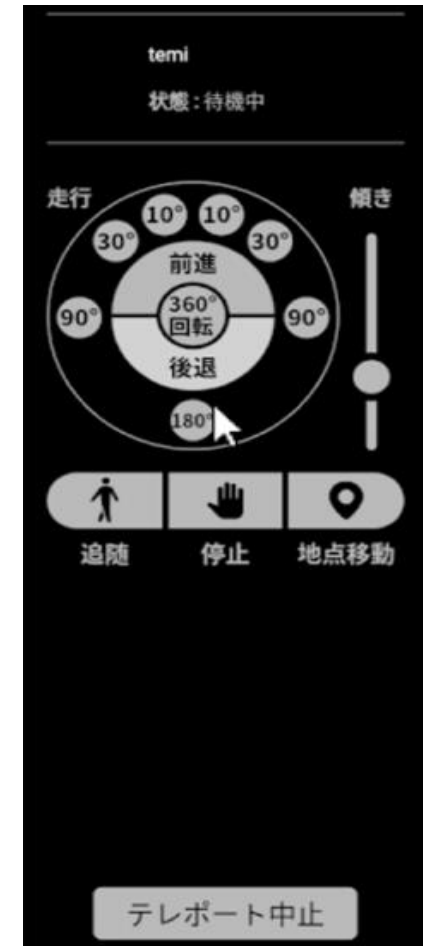 temi
状態:待機中
走行
傾き
10° 10°
30° 30°
前進
90° 360° 90°
回転
後退
180°
追随 停止 地点移動
テレポート中止